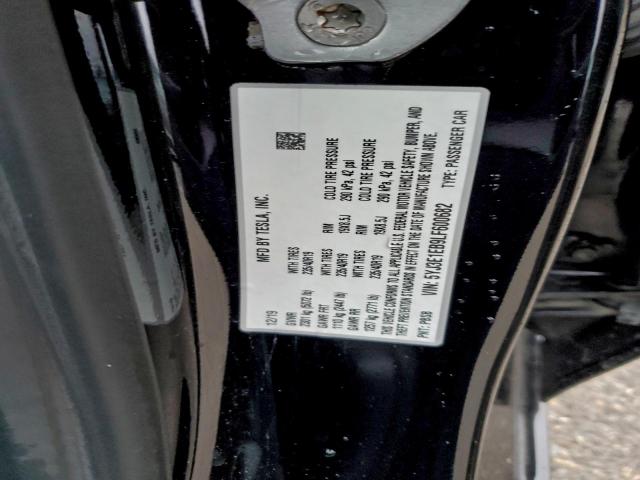 MFD BY TESLA, INC.
12/19
GVWR WITH TIRES RIM COLD TIRE PRESSURE
2301 kg (5072 lb) 235/40R19 19X8.5J 290 kPa, 42 psi
GAWR FRT WITH TIRES RIM COLD TIRE PRESSURE
1110 kg (2447 lb) 235/40R19 19X8.5J 290 kPa, 42 psi
GAWR RR
1257 kg (2771 lb) 235/40R19
THIS VEHICLE CONFORMS TO ALL APPLICABLE U.S. FEDERAL MOTOR VEHICLE SAFETY, BUMPER, AND
THEFT PREVENTION STANDARDS IN EFFECT ON THE DATE OF MANUFACTURE SHOWN ABOVE.
VIN: 5YJ3E1EB9LF600682
PNT: PBSB TYPE: PASSENGER CAR